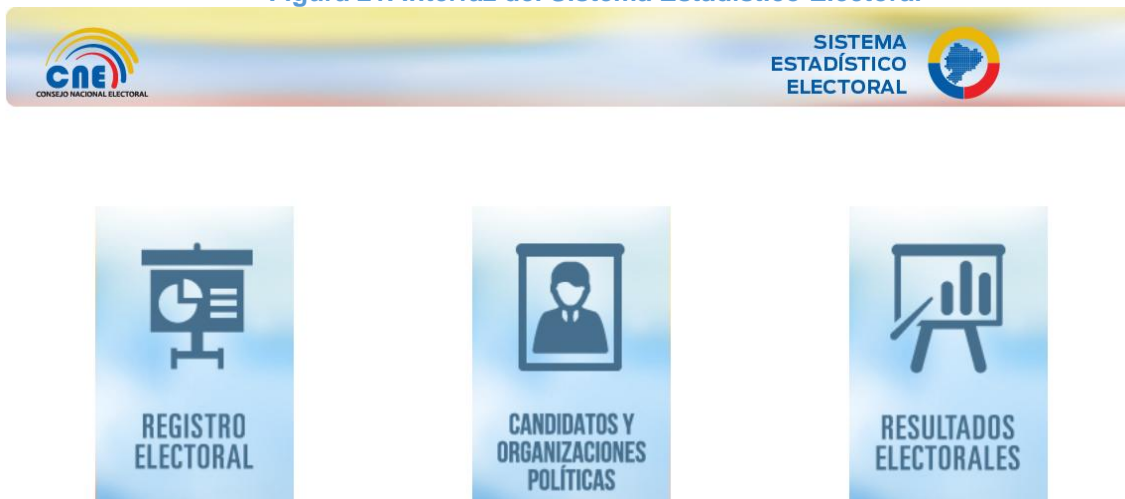 SISTEMA
ESTADÍSTICO
ELECTORAL
CNE
CONSEJO NACIONAL ELECTORAL
REGISTRO
ELECTORAL
CANDIDATOS Y
ORGANIZACIONES
POLÍTICAS
RESULTADOS
ELECTORALES